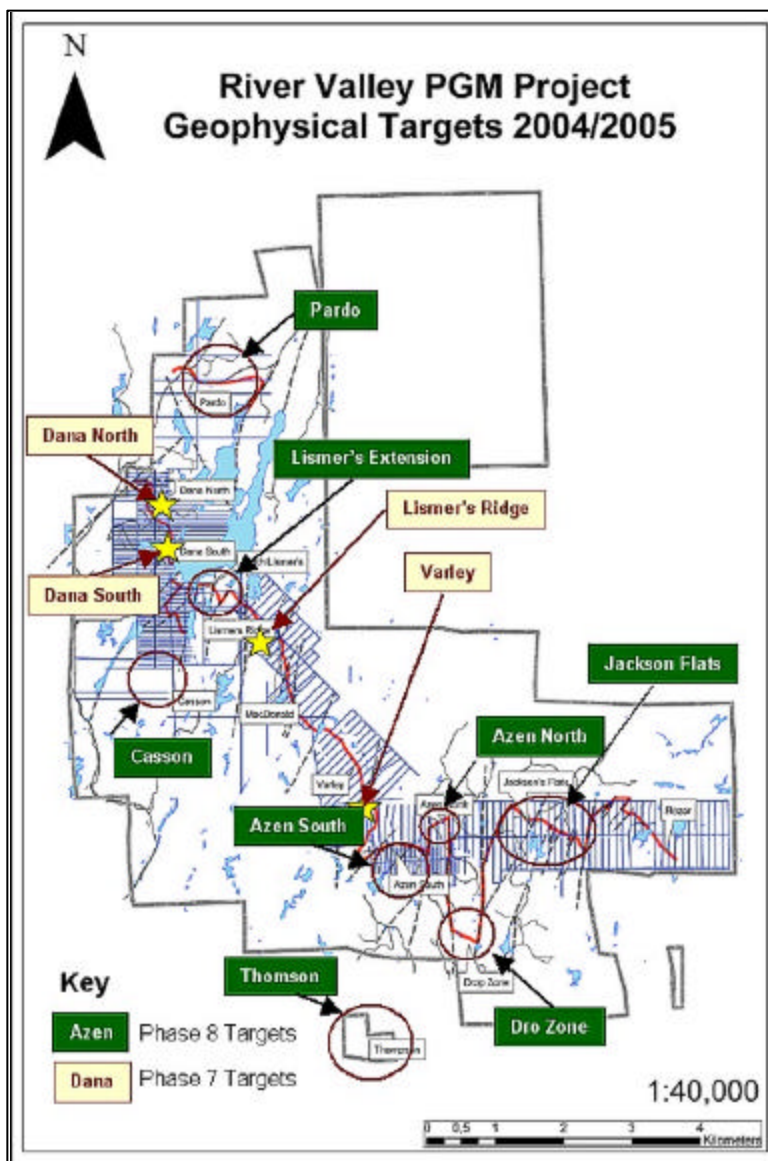 N
River Valley PGM Project
Geophysical Targets 2004/2005
Pardo
Pardo
Dana North
Lismer's Extension
Dana North
Lismer's Ridge
Dana South
Varley
Dana South
Lismers Ridge
Jackson Flats
Casson
MacDonald
Azen North
Casson
Varley
Jackson's Flats
Azen South
Rozar
Azen South
Thomson
Drop Zone
Dro Zone
Thompson
Key
Azen Phase 8 Targets
Dana Phase 7 Targets
1:40,000
0 0,5 1 2 3 4
Kilometers